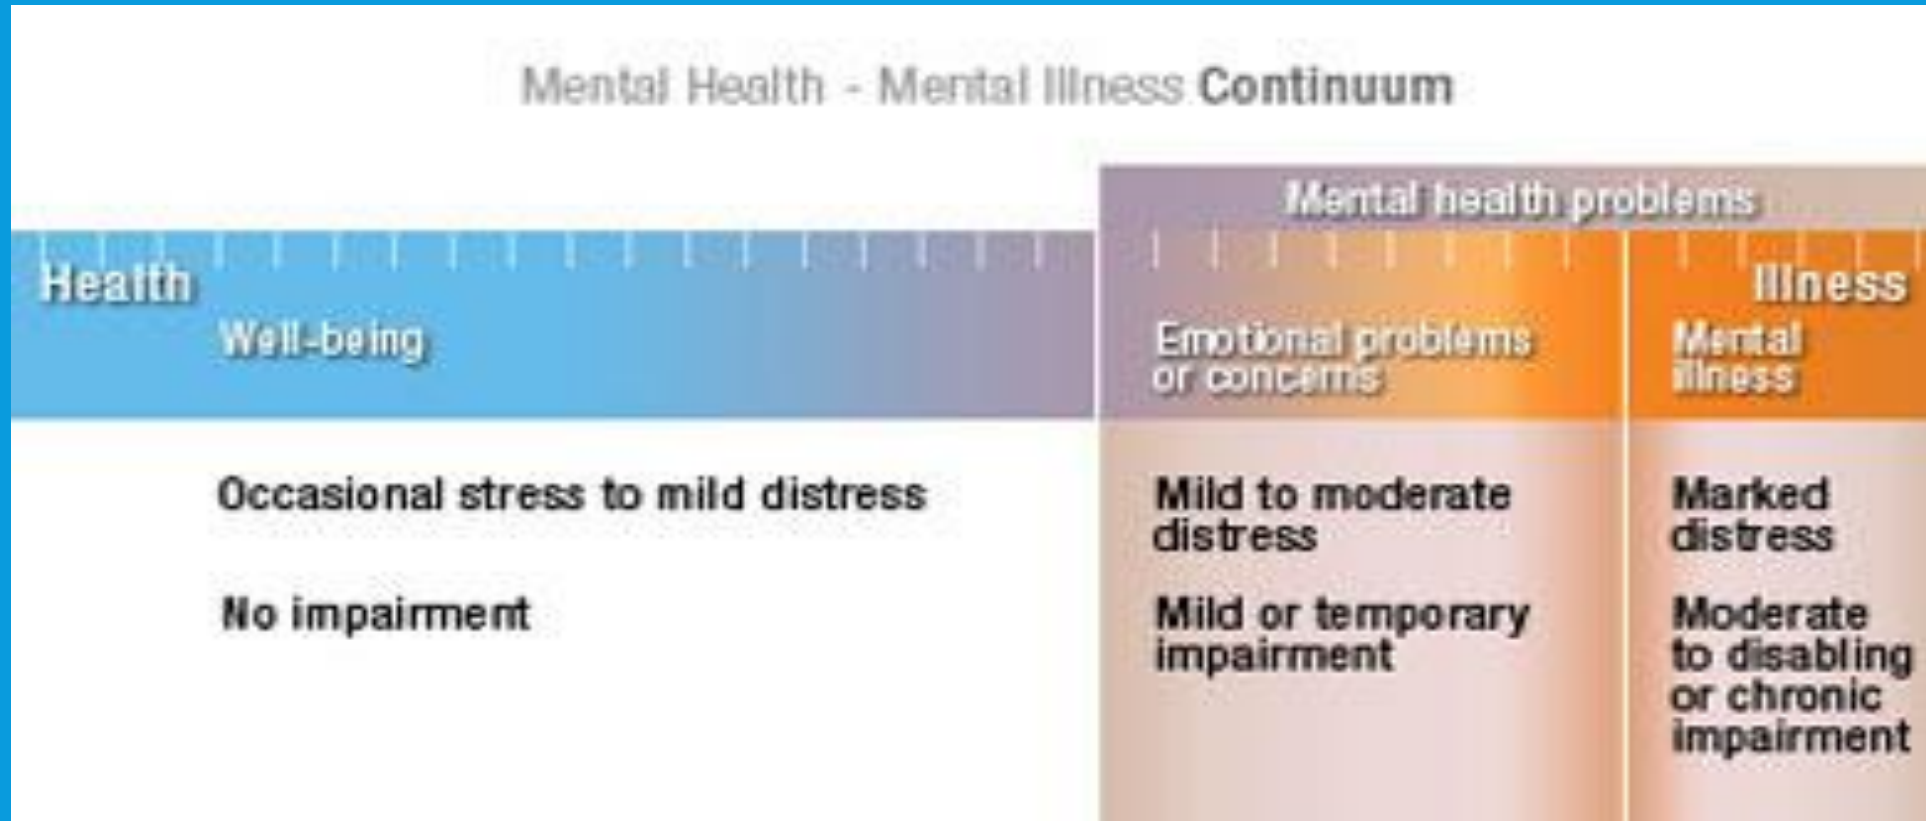 Mental Health - Mental Illness Continuum
Mental health problems
Health
Illness
Well-being
Emotional problems
or concerns
Mental
illness
Occasional stress to mild distress
Mild to moderate
distress
Marked
distress
No impairment
Mild or temporary
impairment
Moderate
to disabling
or chronic
impairment